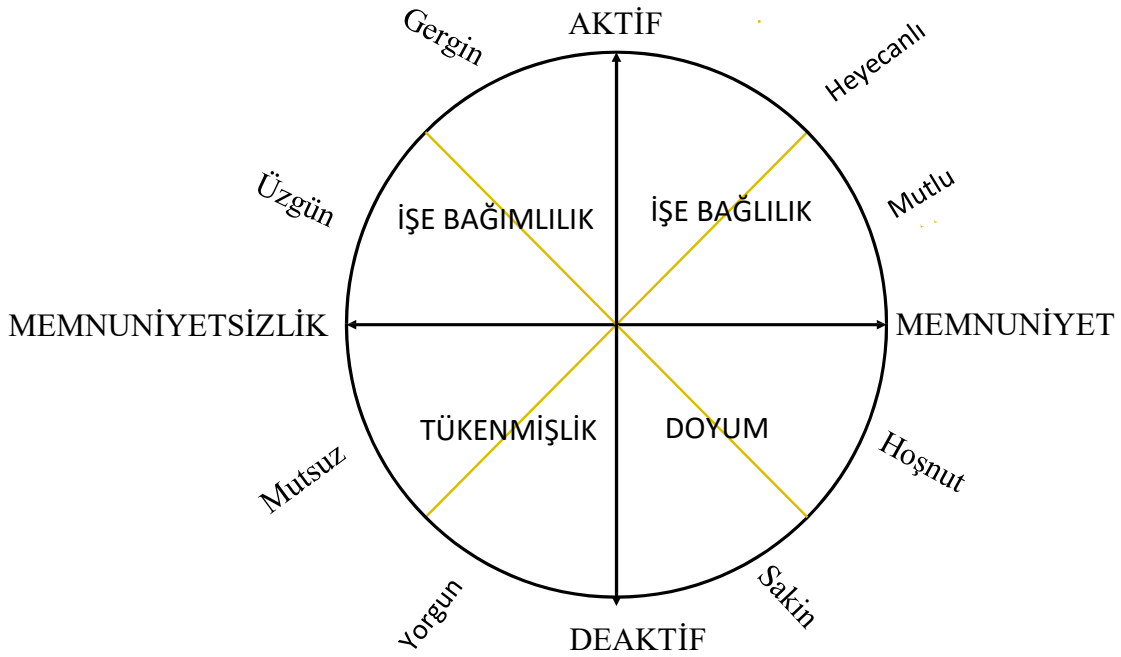 AKTİF
Gergin
Heyecanlı
Üzgün
Mutlu
İŞE BAĞIMLILIK
İŞE BAĞLILIK
MEMNUNİYETSİZLİK
MEMNUNİYET
TÜKENMİŞLİK
DOYUM
Mutsuz
Hoşnut
Yorgun
Sakin
DEAKTİF